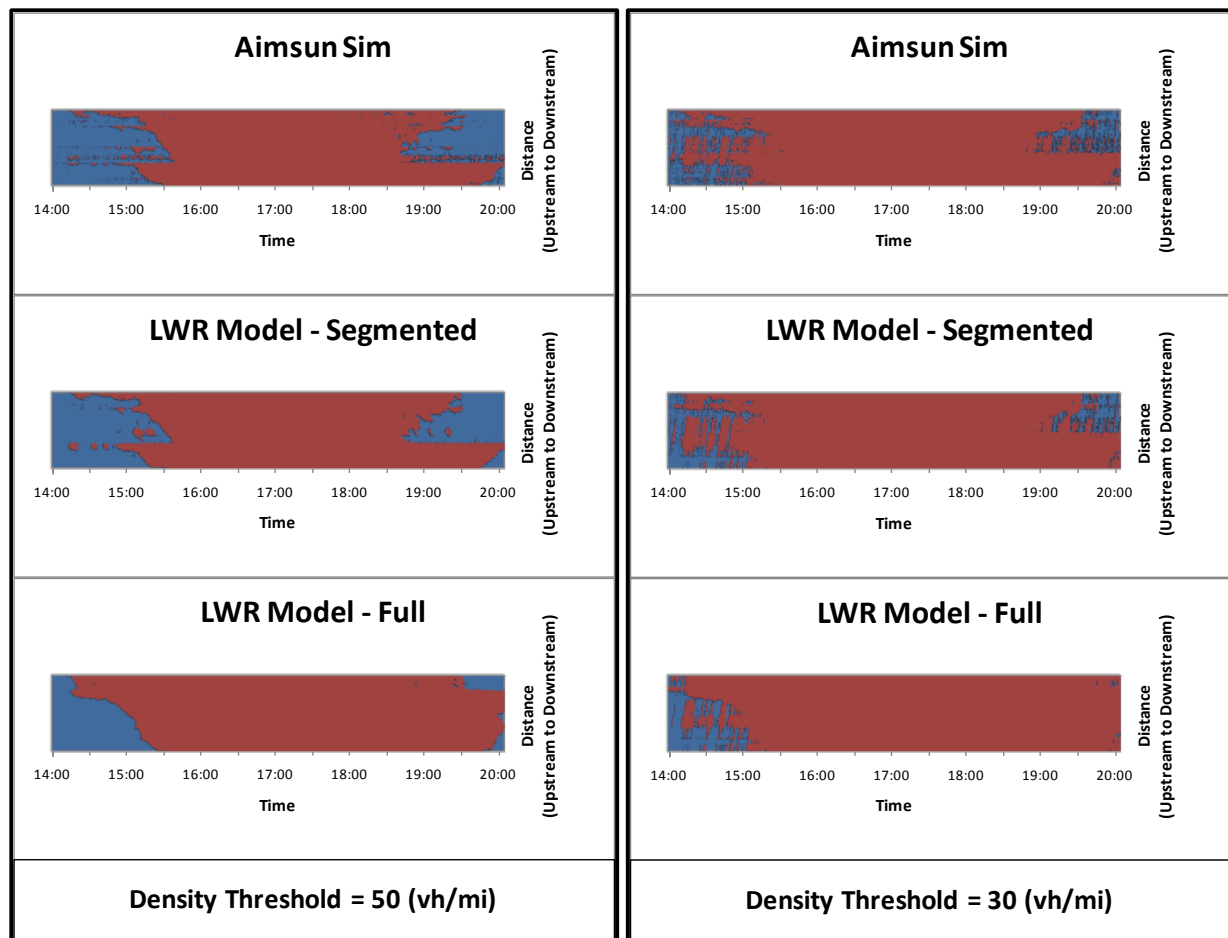 Aimsun Sim
Distance
(Upstream to Downstream)
14:00 15:00 16:00 17:00 18:00 19:00 20:00
Time
LWR Model - Segmented
Distance
(Upstream to Downstream)
14:00 15:00 16:00 17:00 18:00 19:00 20:00
Time
LWR Model - Full
Distance
(Upstream to Downstream)
14:00 15:00 16:00 17:00 18:00 19:00 20:00
Time
Density Threshold = 50 (vh/mi)
Aimsun Sim
Distance
(Upstream to Downstream)
14:00 15:00 16:00 17:00 18:00 19:00 20:00
Time
LWR Model - Segmented
Distance
(Upstream to Downstream)
14:00 15:00 16:00 17:00 18:00 19:00 20:00
Time
LWR Model - Full
Distance
(Upstream to Downstream)
14:00 15:00 16:00 17:00 18:00 19:00 20:00
Time
Density Threshold = 30 (vh/mi)